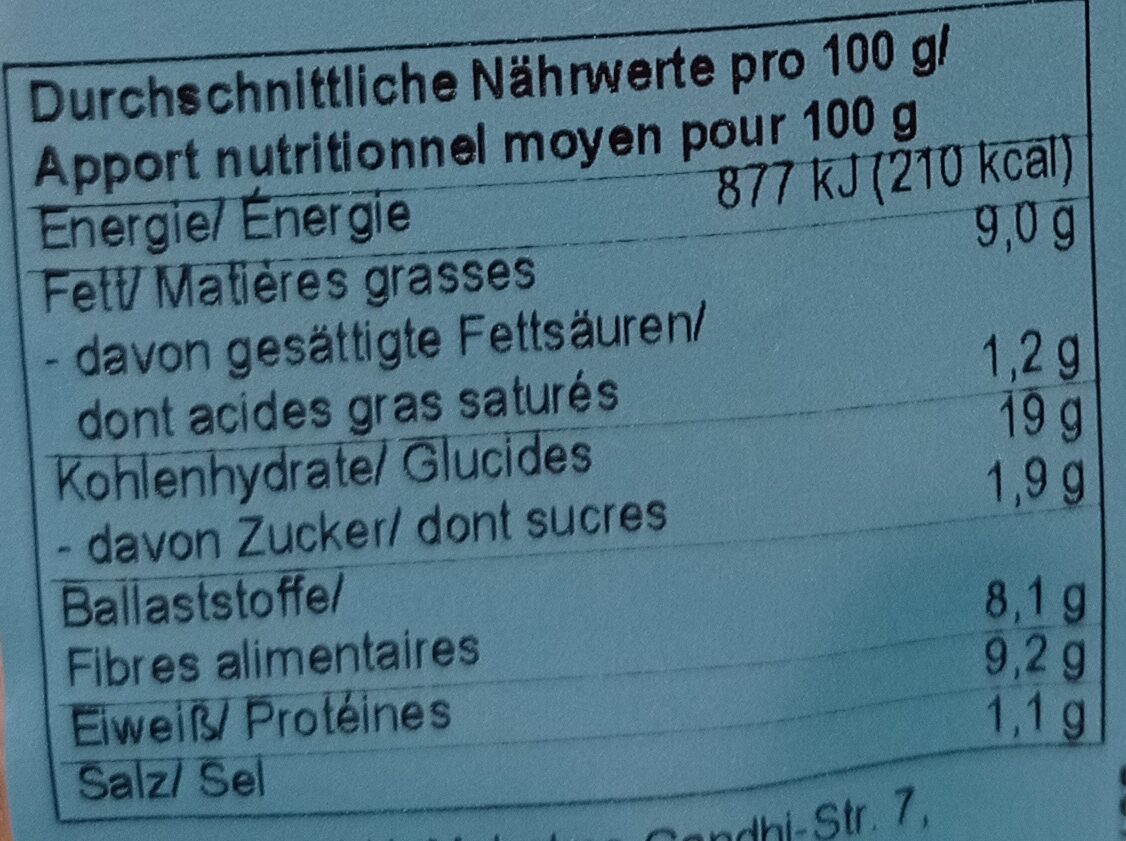 Durchschnittliche Nährwerte pro 100 g/
Apport nutritionnel moyen pour 100 g
Energie/ Énergie 877 kJ (210 kcal)
Fett/ Matières grasses 9,0 g
- davon gesättigte Fettsäuren/
dont acides gras saturés 1,2 g
Kohlenhydrate/ Glucides 19 g
- davon Zucker/ dont sucres 1,9 g
Ballaststoffe/
Fibres alimentaires 8,1 g
Eiweiß/ Protéines 9,2 g
Salz/ Sel 1,1 g
Gandhi-Str. 7,